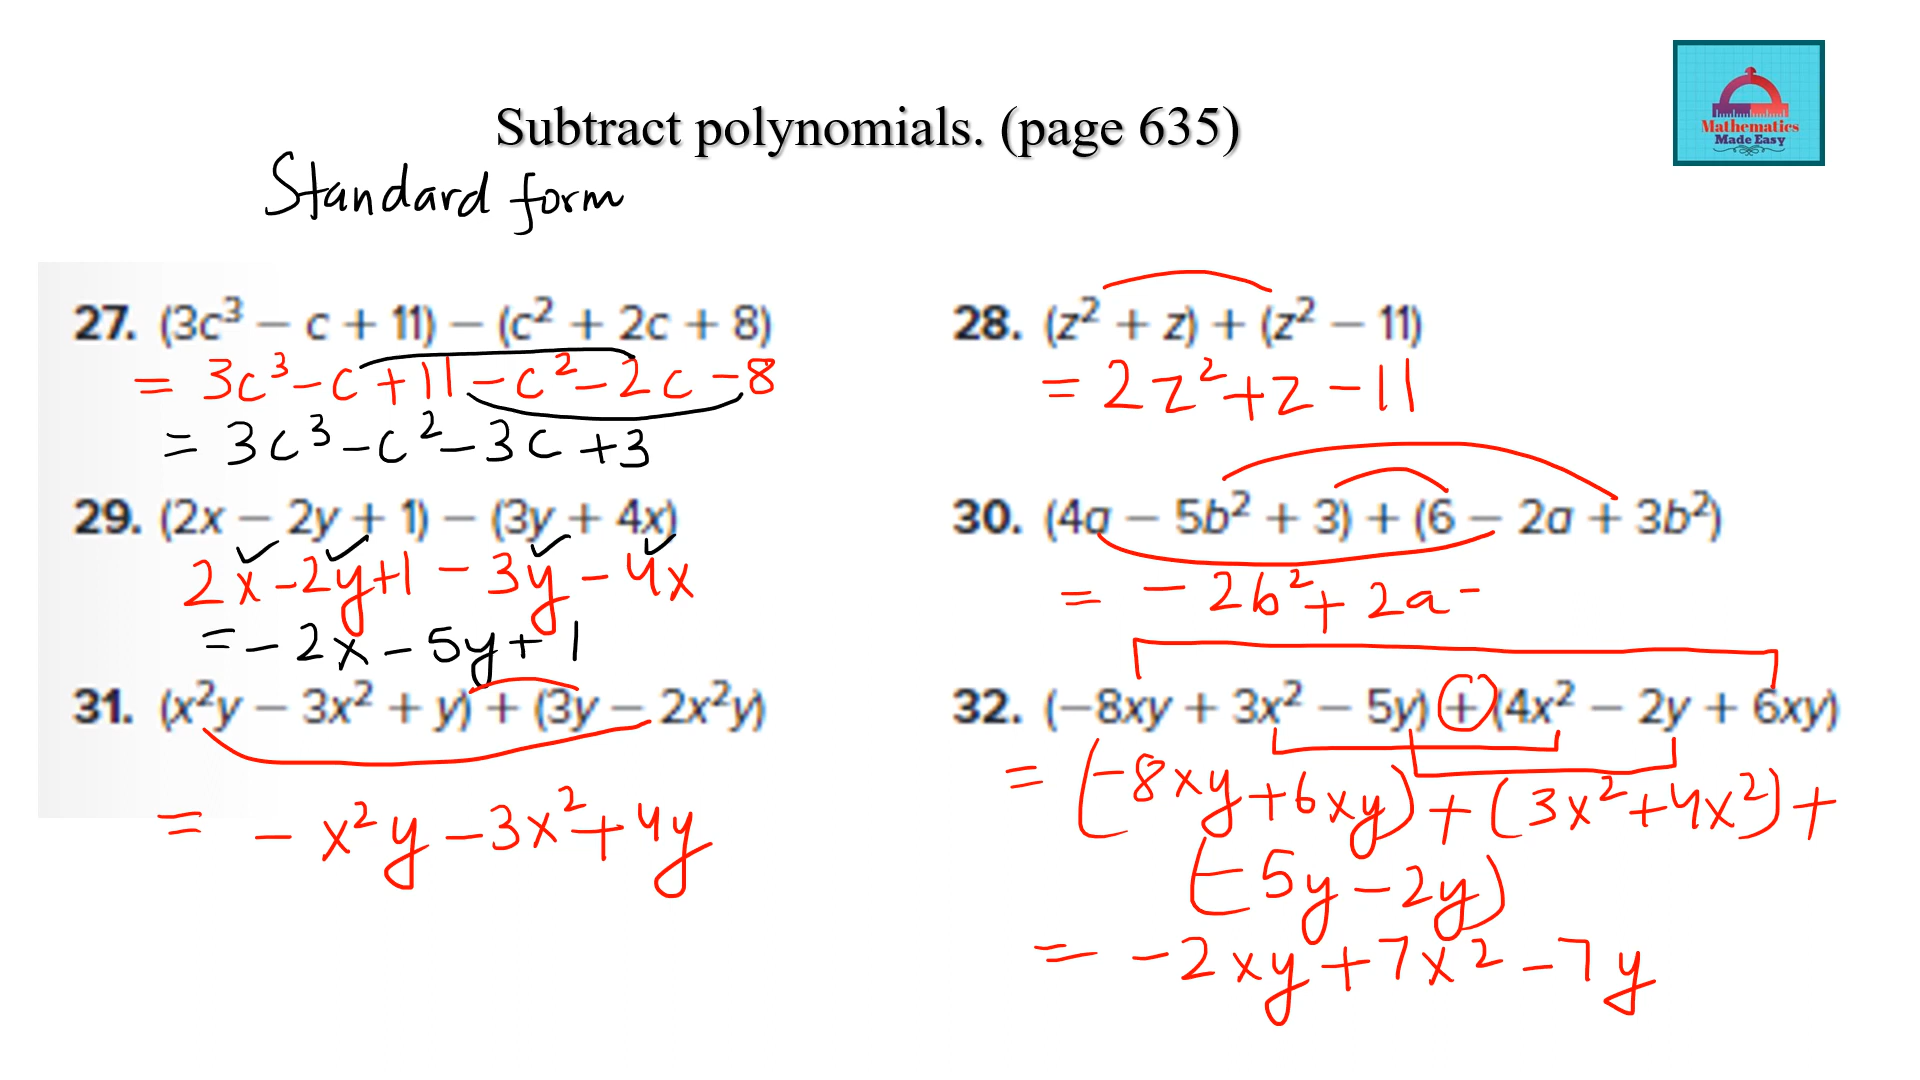 Subtract polynomials. (page 635)
Mathematics
Made Easy
Standard form
27. (3c³ – c + 11) – (c² + 2c + 8)
= 3c³ - c + 11 - c² - 2c - 8
= 3c³ - c² - 3c + 3
28. (z² + z) + (z² – 11)
= 2z² + z - 11
29. (2x – 2y + 1) – (3y + 4x)
2x - 2y + 1 - 3y - 4x
= - 2x - 5y + 1
30. (4a – 5b² + 3) + (6 – 2a + 3b²)
= - 2b² + 2a -
31. (x²y – 3x² + y) + (3y – 2x²y)
= - x²y - 3x² + 4y
32. (–8xy + 3x² – 5y) + (4x² – 2y + 6xy)
= (-8xy + 6xy) + (3x² + 4x²) +
(-5y - 2y)
= - 2xy + 7x² - 7y